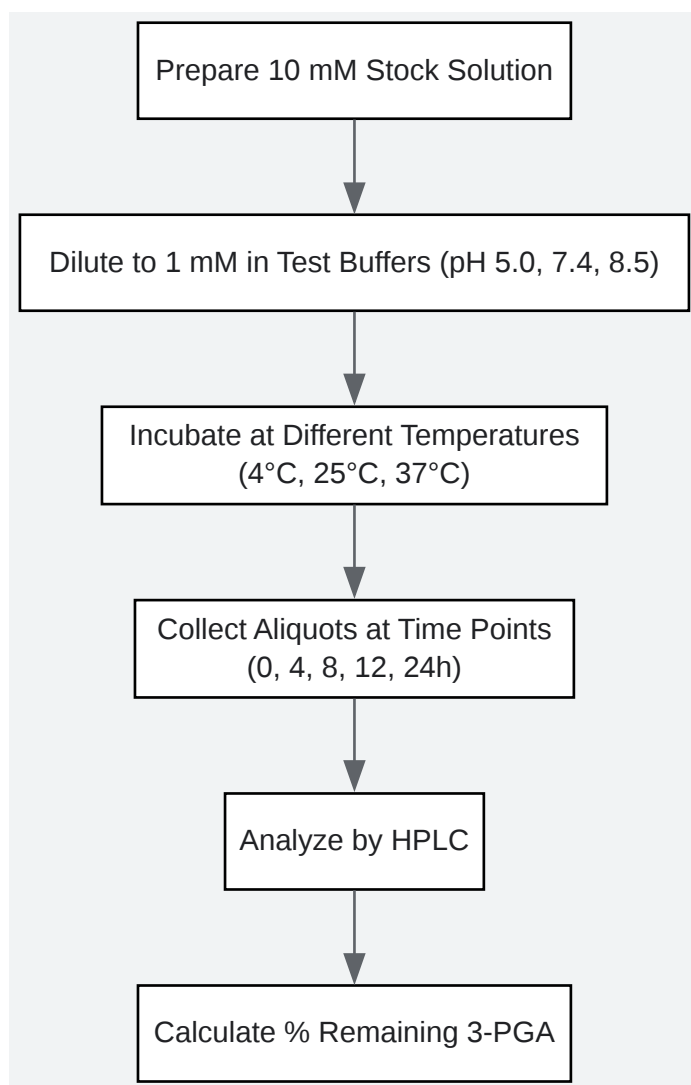 Prepare 10 mM Stock Solution
Dilute to 1 mM in Test Buffers (pH 5.0, 7.4, 8.5)
Incubate at Different Temperatures
(4°C, 25°C, 37°C)
Collect Aliquots at Time Points
(0, 4, 8, 12, 24h)
Analyze by HPLC
Calculate % Remaining 3-PGA